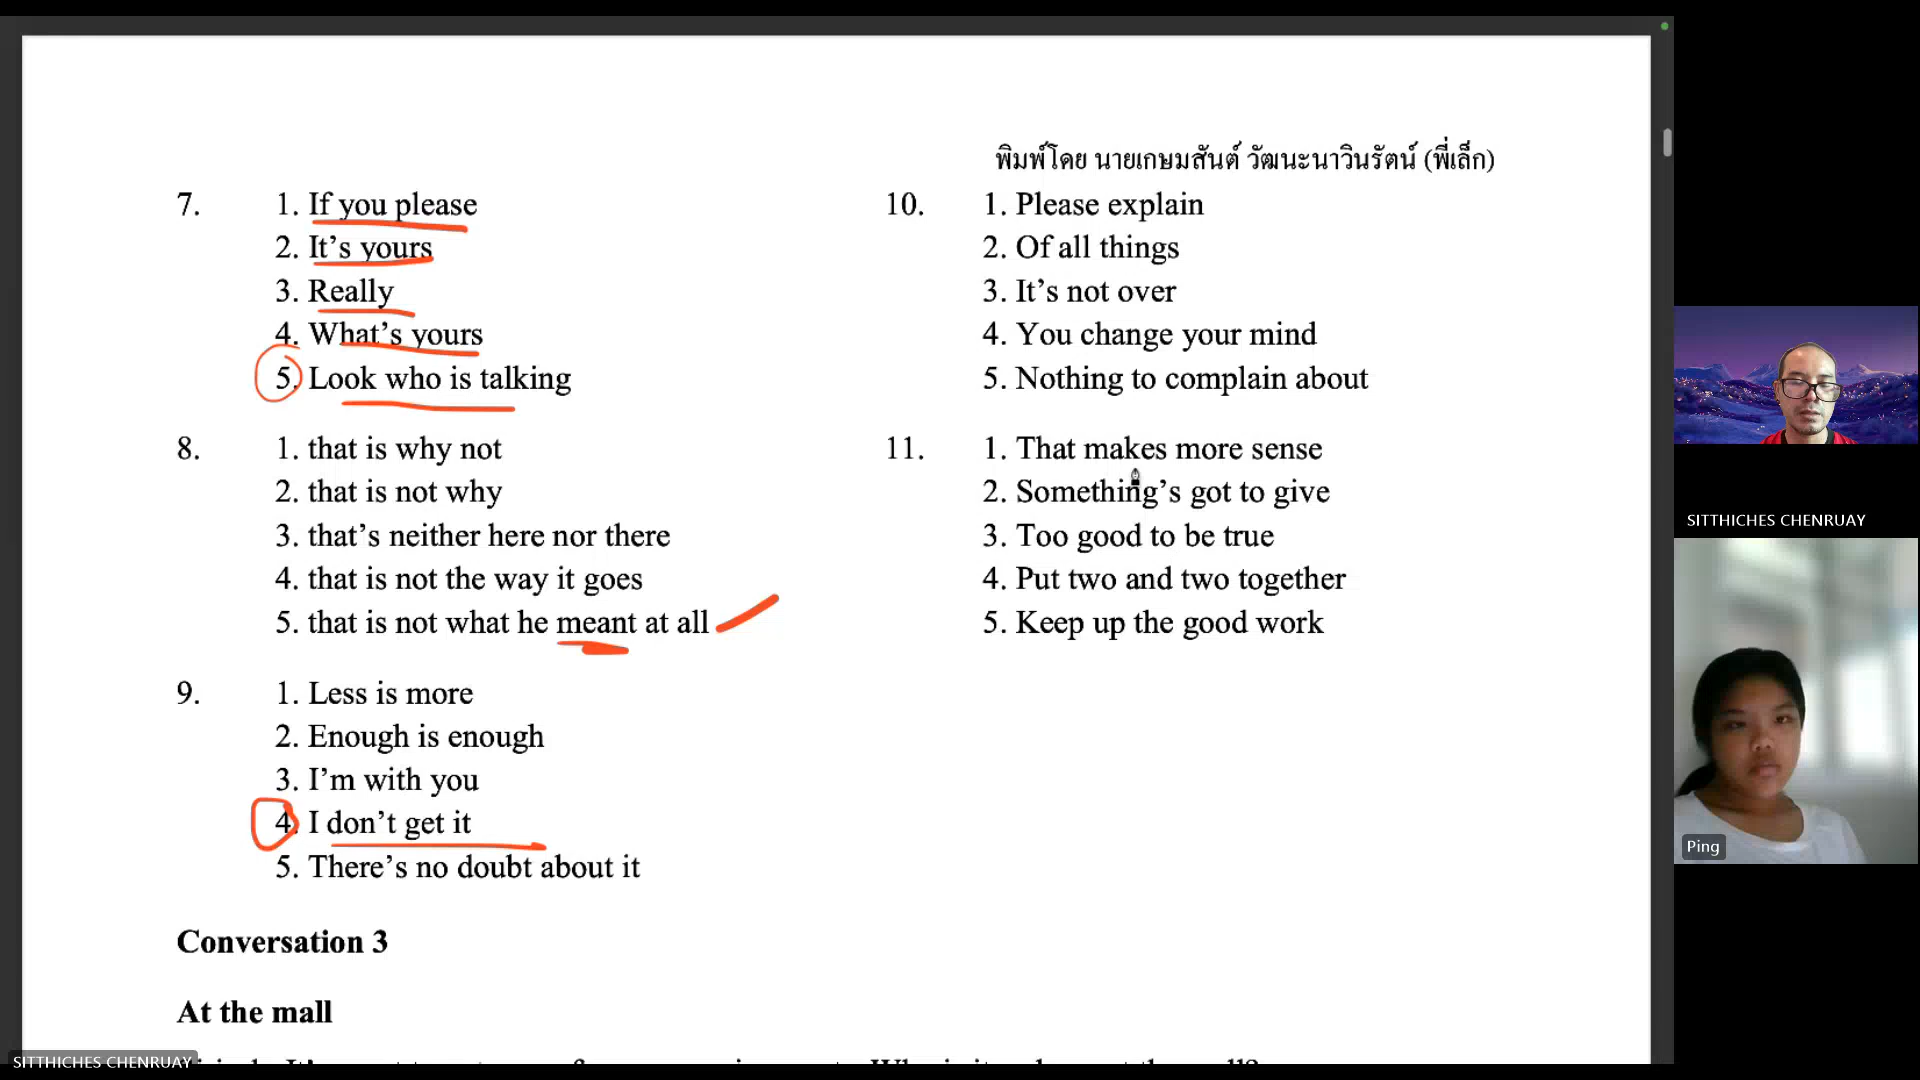 พิมพ์โดย นายเกษมสันต์ วัฒนะนาวินรัตน์ (พี่เล็ก)
7. 1. If you please
2. It's yours
3. Really
4. What's yours
5. Look who is talking
8. 1. that is why not
2. that is not why
3. that's neither here nor there
4. that is not the way it goes
5. that is not what he meant at all
9. 1. Less is more
2. Enough is enough
3. I'm with you
4. I don't get it
5. There's no doubt about it
10. 1. Please explain
2. Of all things
3. It's not over
4. You change your mind
5. Nothing to complain about
11. 1. That makes more sense
2. Something's got to give
3. Too good to be true
4. Put two and two together
5. Keep up the good work
Conversation 3
At the mall
SITTHICHES CHENRUAY
SITTHICHES CHENRUAY
Ping